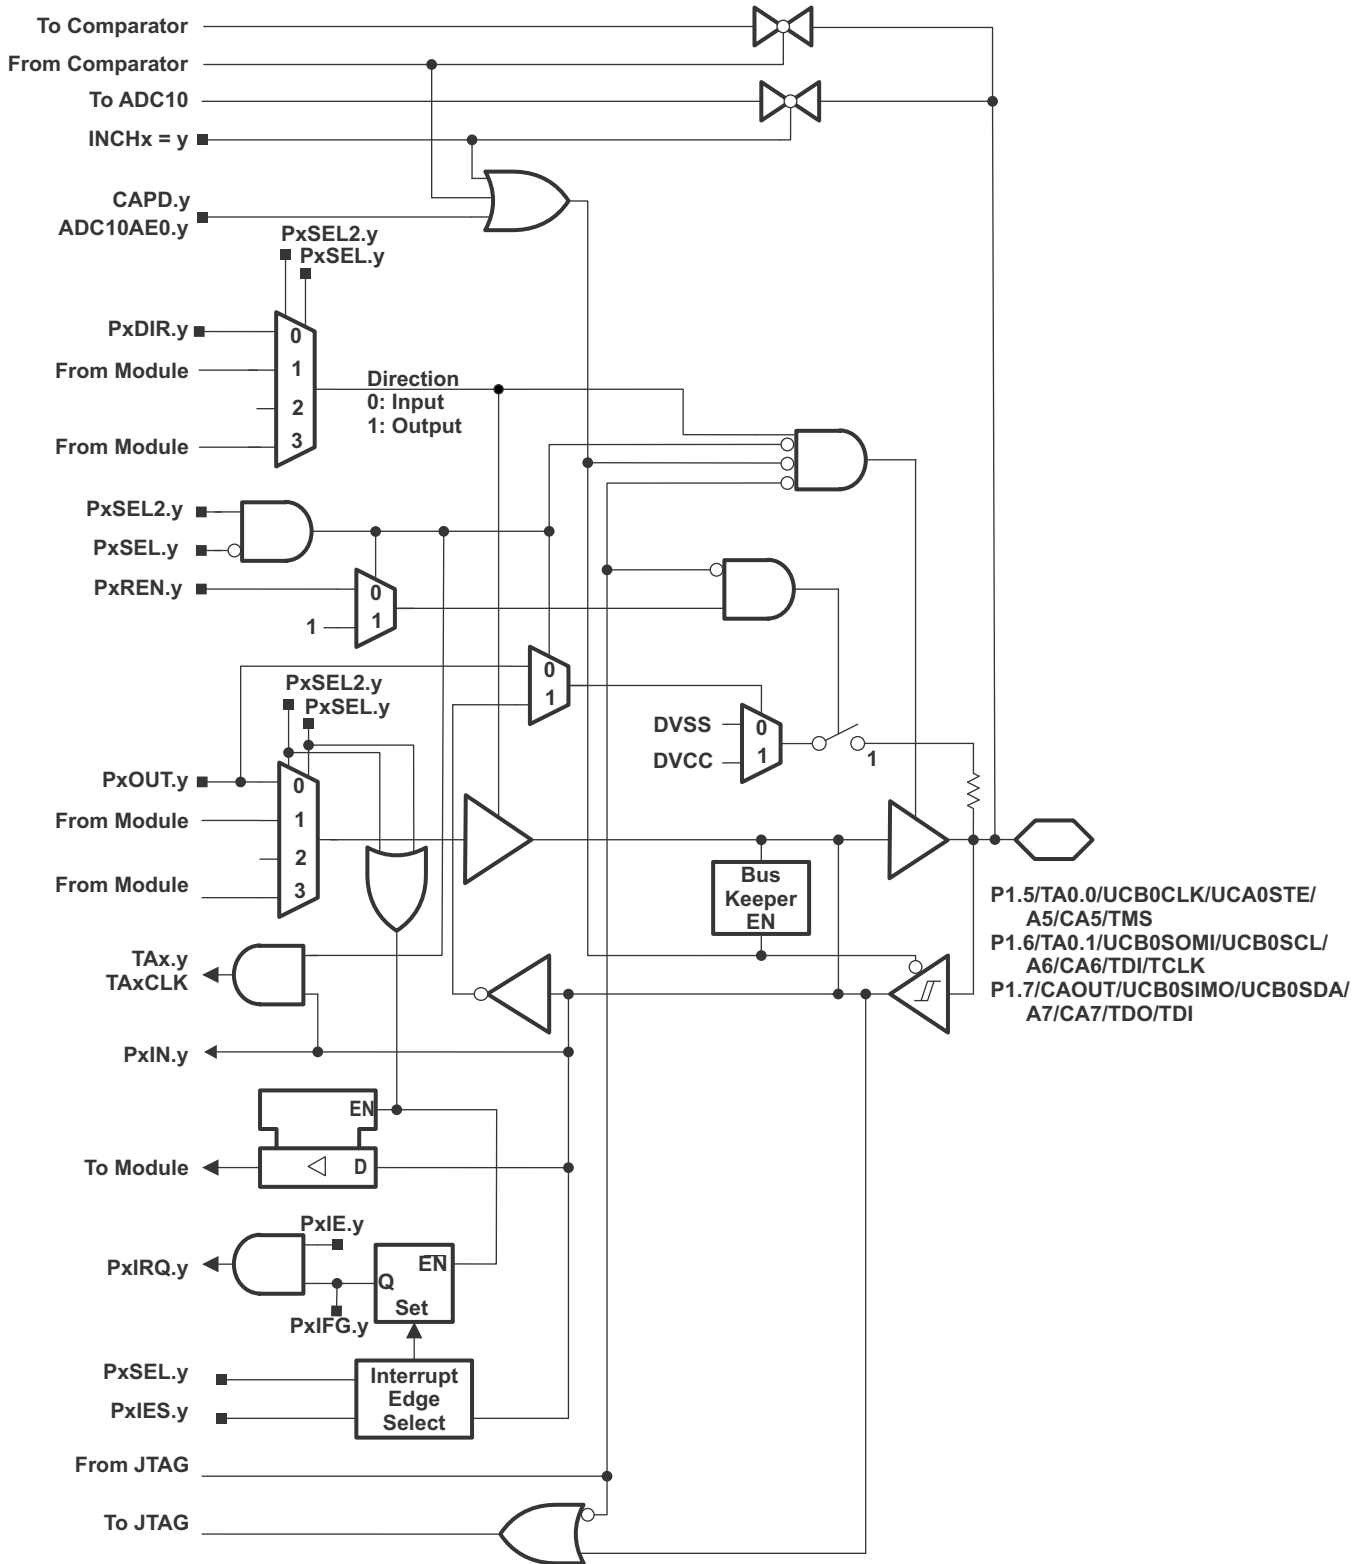 To Comparator
From Comparator
To ADC10
INCHx = y
CAPD.y
ADC10AE0.y
PxSEL2.y
PxSEL.y
PxDIR.y
0
From Module
1
2
From Module
3
Direction
0: Input
1: Output
PxSEL2.y
PxSEL.y
PxREN.y
0
1
1
0
1
PxSEL2.y
PxSEL.y
DVSS
0
DVCC
1
1
PxOUT.y
0
From Module
1
2
From Module
3
Bus
Keeper
EN
P1.5/TA0.0/UCB0CLK/UCA0STE/
A5/CA5/TMS
P1.6/TA0.1/UCB0SOMI/UCB0SCL/
A6/CA6/TDI/TCLK
P1.7/CAOUT/UCB0SIMO/UCB0SDA/
A7/CA7/TDO/TDI
TAx.y
TAxCLK
PxIN.y
EN
To Module
D
PxIE.y
PxIRQ.y
EN
Q
Set
PxIFG.y
PxSEL.y
PxIES.y
Interrupt
Edge
Select
From JTAG
To JTAG